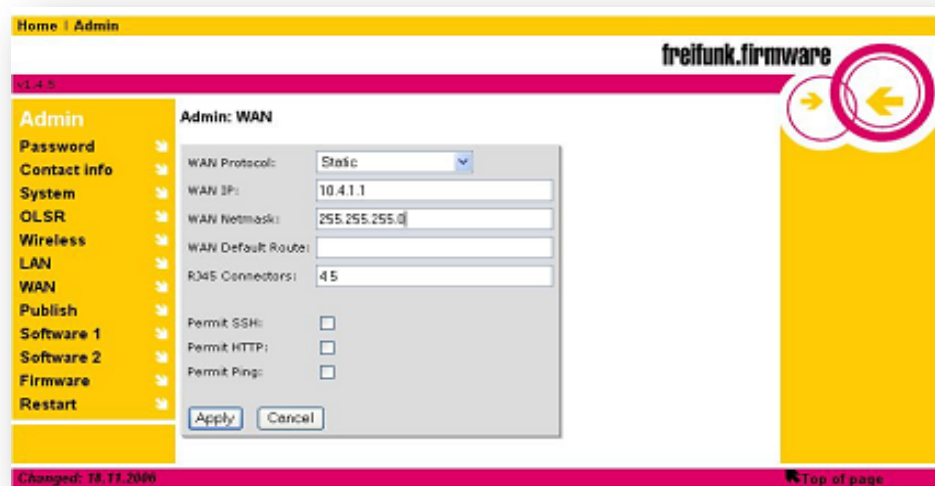 Home | Admin
freifunk.firmware
v1.4.5
Admin
Password
Contact info
System
OLSR
Wireless
LAN
WAN
Publish
Software 1
Software 2
Firmware
Restart
Admin: WAN
WAN Protocol: Static
WAN IP: 10.4.1.1
WAN Netmask: 255.255.255.0
WAN Default Route:
RJ45 Connectors: 4 5
Permit SSH:
Permit HTTP:
Permit Ping:
Apply Cancel
Changed: 18.11.2006 Top of page